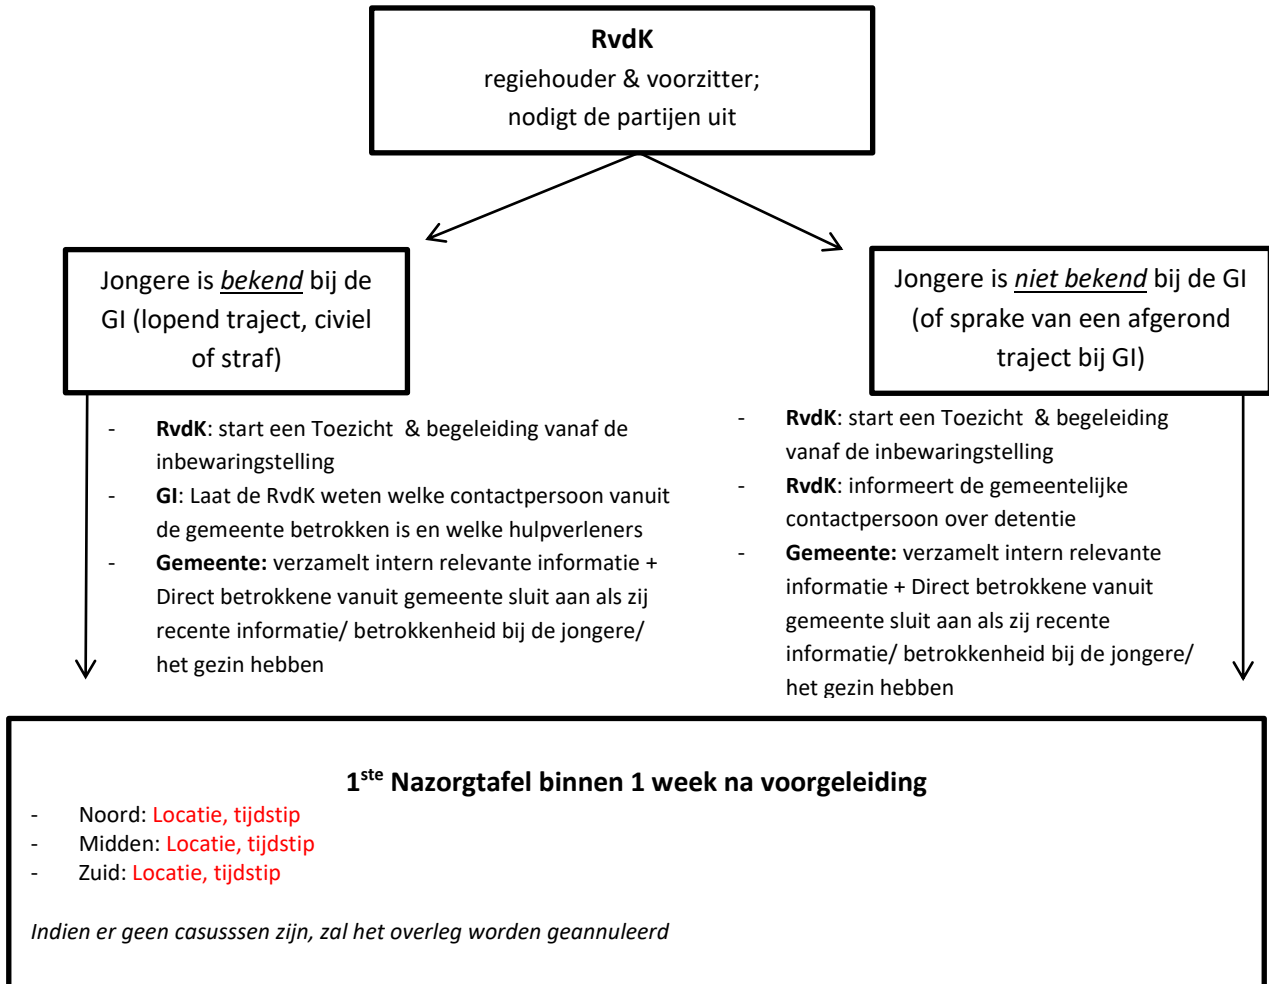 RvdK
regiehouder & voorzitter;
nodigt de partijen uit
Jongere is bekend bij de
GI (lopend traject, civiel
of straf)
Jongere is niet bekend bij de GI
(of sprake van een afgerond
traject bij GI)
- RvdK: start een Toezicht & begeleiding vanaf de
inbewaringstelling
- GI: Laat de RvdK weten welke contactpersoon vanuit
de gemeente betrokken is en welke hulpverleners
- Gemeente: verzamelt intern relevante informatie +
Direct betrokkene vanuit gemeente sluit aan als zij
recente informatie/ betrokkenheid bij de jongere/
het gezin hebben
- RvdK: start een Toezicht & begeleiding
vanaf de inbewaringstelling
- RvdK: informeert de gemeentelijke
contactpersoon over detentie
- Gemeente: verzamelt intern relevante
informatie + Direct betrokkene vanuit
gemeente sluit aan als zij recente
informatie/ betrokkenheid bij de jongere/
het gezin hebben
1ste Nazorgtafel binnen 1 week na voorgeleiding
- Noord: Locatie, tijdstip
- Midden: Locatie, tijdstip
- Zuid: Locatie, tijdstip
Indien er geen casusssen zijn, zal het overleg worden geannuleerd